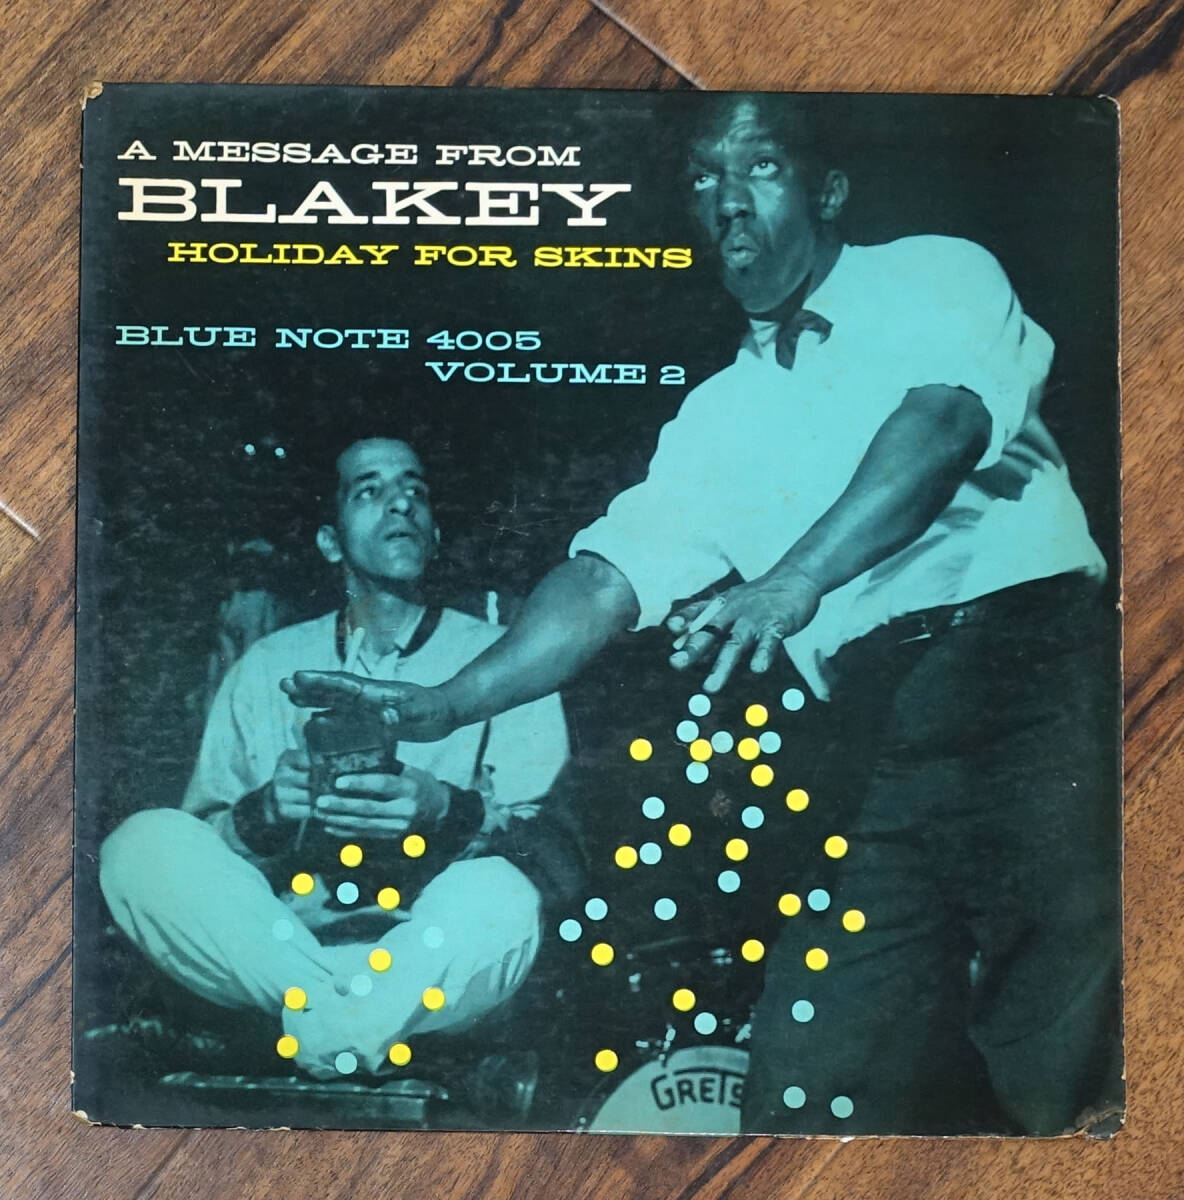 A MESSAGE FROM
BLAKEY
HOLIDAY FOR SKINS
BLUE NOTE 4005
VOLUME 2
GRETS